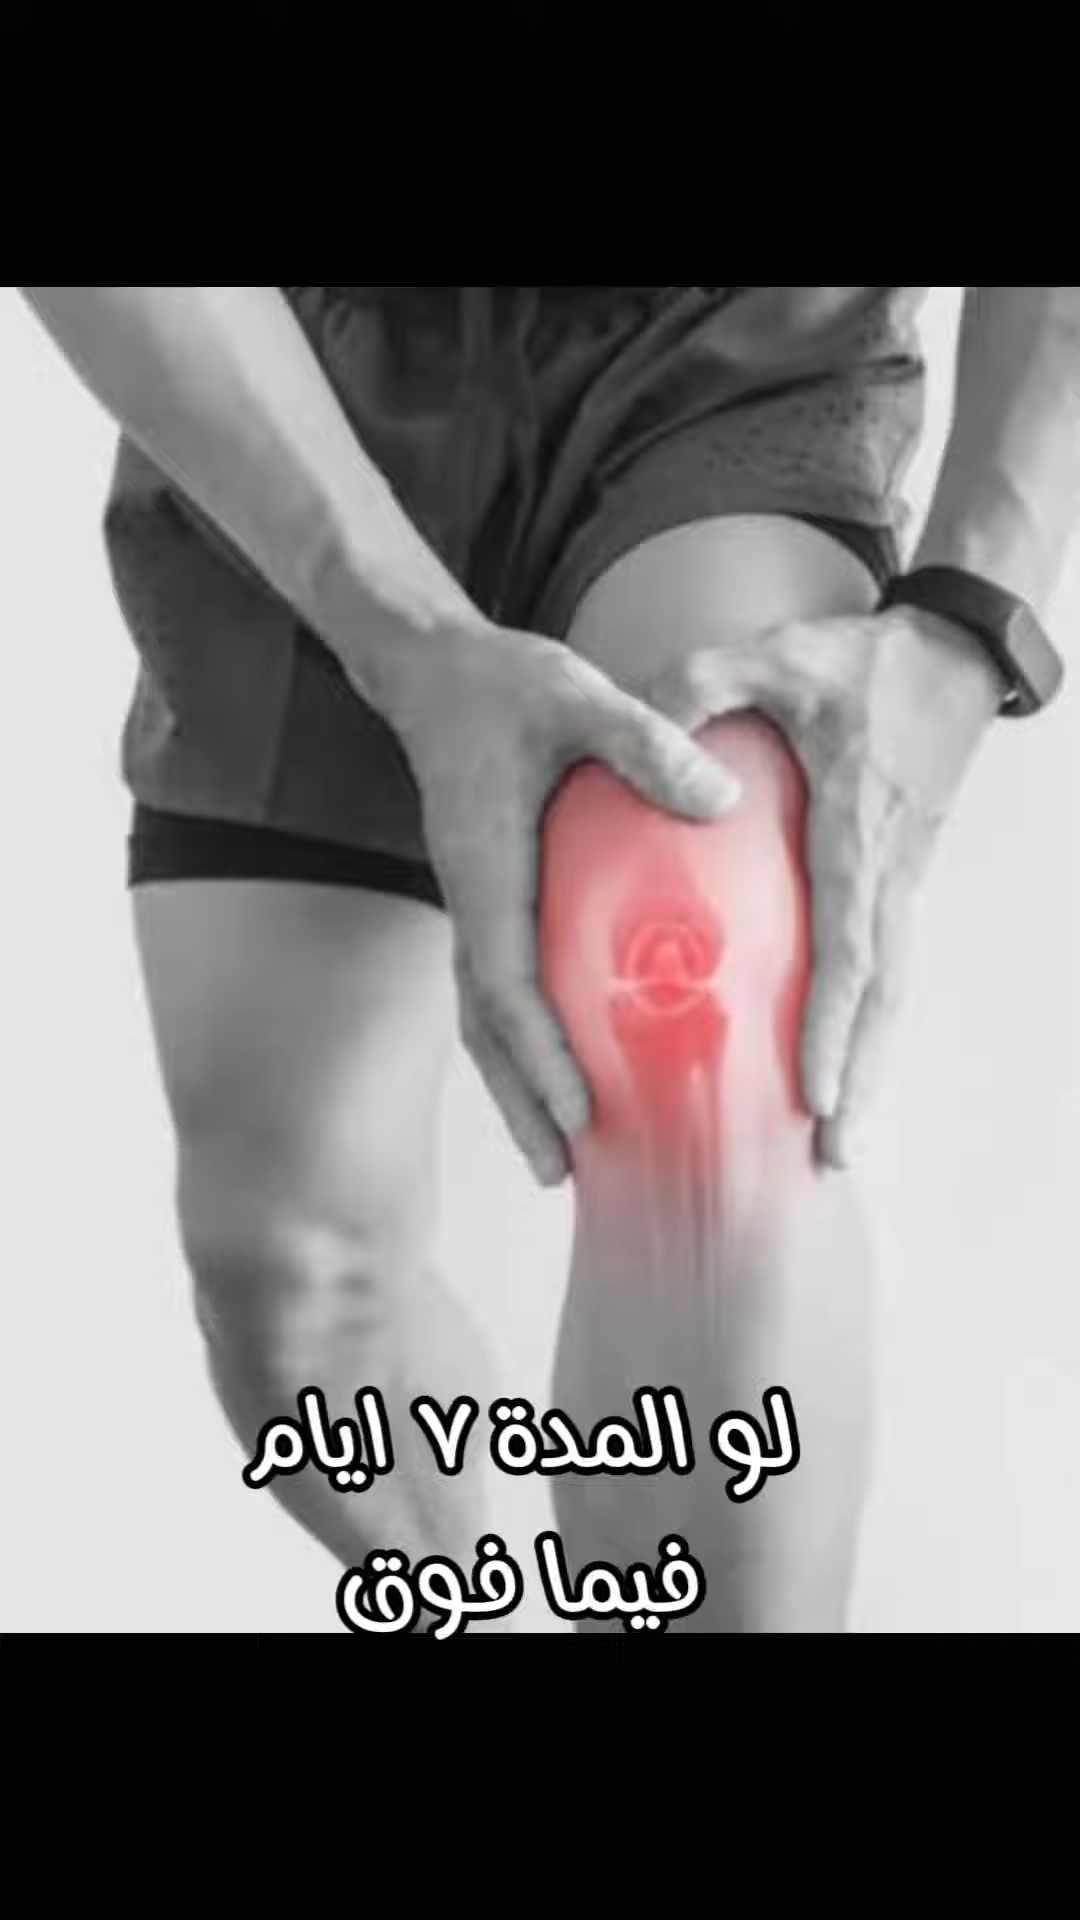 لو المدة ٧ ايام
فيما فوق